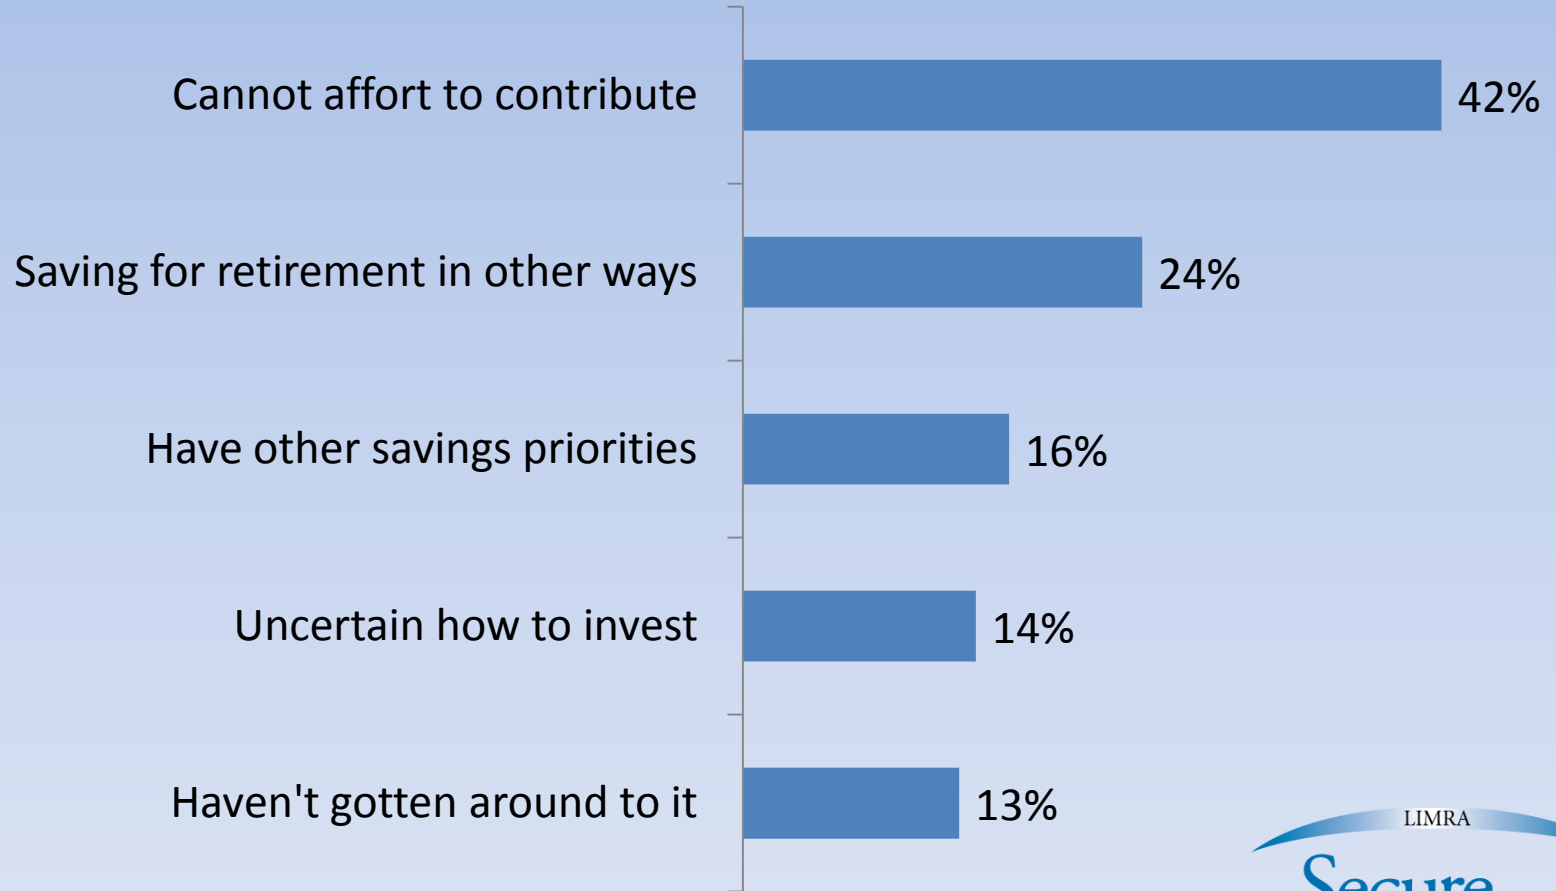 Cannot affort to contribute 42%
Saving for retirement in other ways 24%
Have other savings priorities 16%
Uncertain how to invest 14%
Haven't gotten around to it 13%
LIMRA
Secure